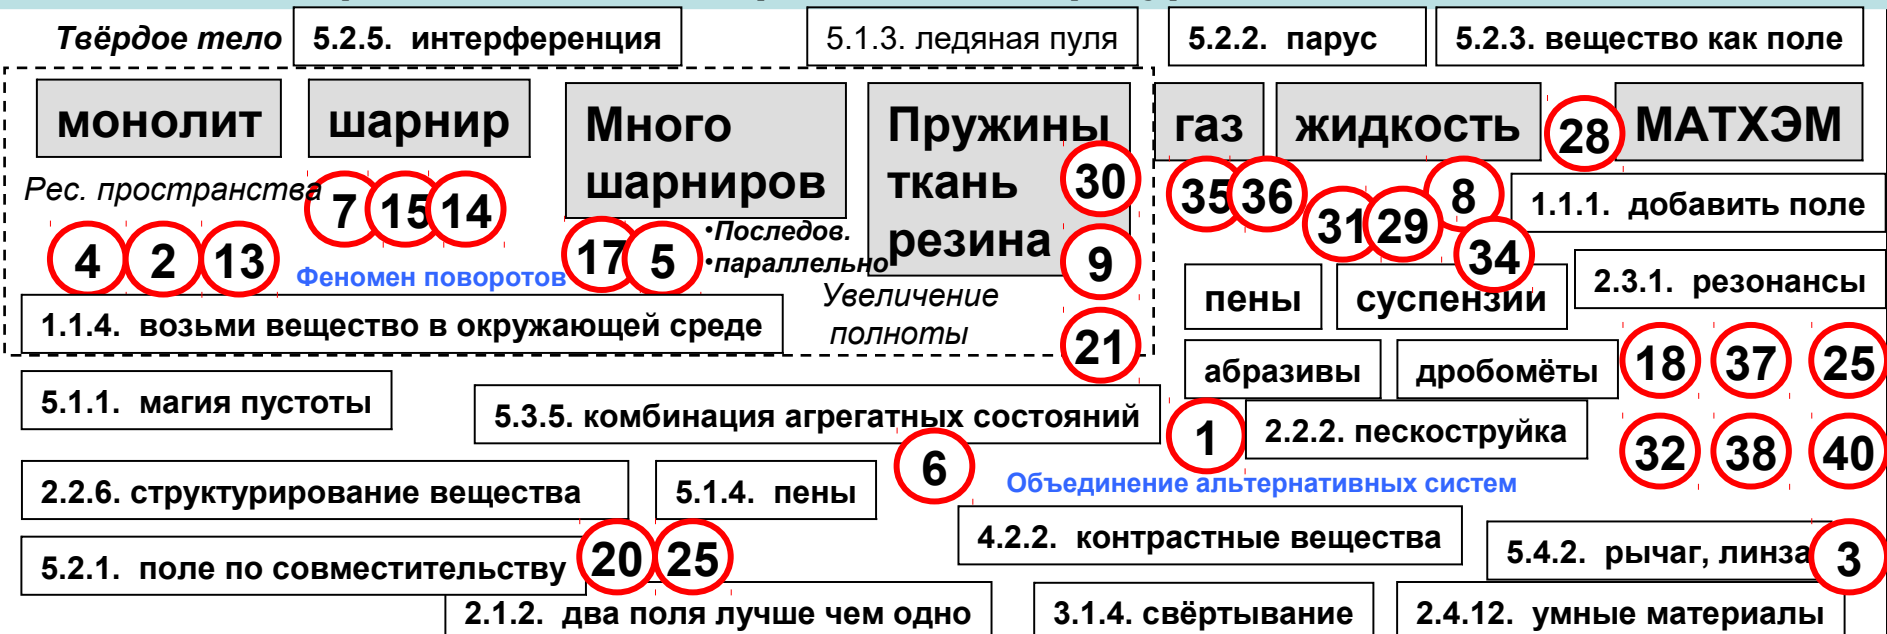 Твёрдое тело
5.2.5. интерференция
5.1.3. ледяная пуля
5.2.2. парус
5.2.3. вещество как поле
монолит
шарнир
Много
шарниров
Пружины
ткань
резина
газ
жидкость
28
МАТХЭМ
Рес. пространства
7
15
14
30
35
36
31
29
8
34
1.1.1. добавить поле
4
2
13
Феномен поворотов
17
5
•Последов.
•параллельно
9
Увеличение
полноты
21
пены
суспензии
2.3.1. резонансы
1.1.4. возьми вещество в окружающей среде
абразивы
дробомёты
18
37
25
5.1.1. магия пустоты
5.3.5. комбинация агрегатных состояний
1
2.2.2. пескоструйка
32
38
40
6
Объединение альтернативных систем
2.2.6. структурирование вещества
5.1.4. пены
4.2.2. контрастные вещества
5.2.1. поле по совместительству
20
25
5.4.2. рычаг, линза
3
2.1.2. два поля лучше чем одно
3.1.4. свёртывание
2.4.12. умные материалы